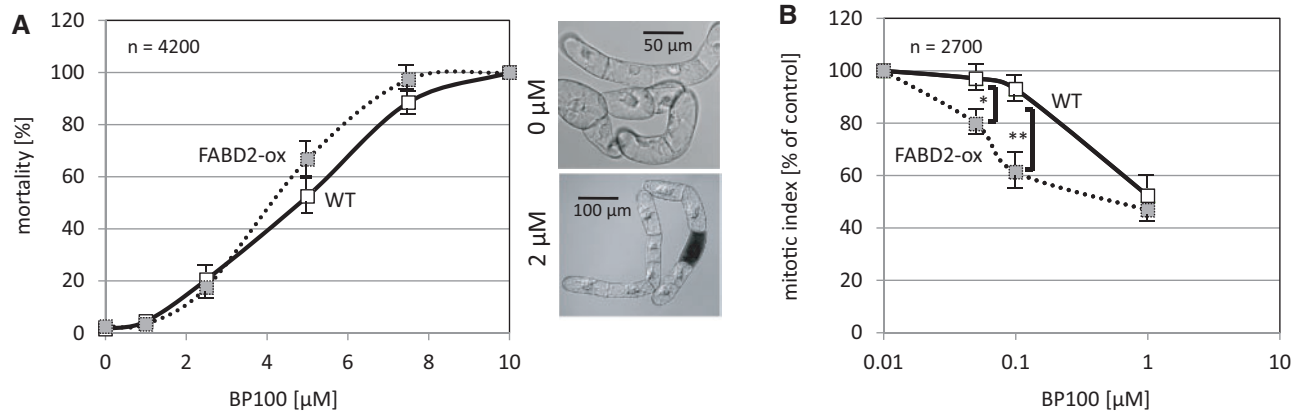 A
n = 4200
mortality [%]
120
100
80
60
40
20
0
FABD2-ox
WT
0 2 4 6 8 10
BP100 [µM]
0 µM
50 µm
2 µM
100 µm
B
n = 2700
mitotic index [% of control]
120
100
80
60
40
20
0
*
**
WT
FABD2-ox
0.01 0.1 1 10
BP100 [µM]